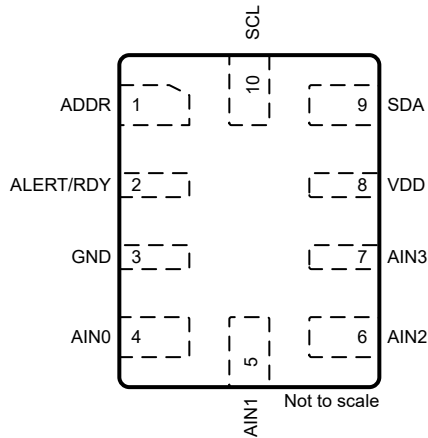 SCL
10
ADDR 1
9 SDA
ALERT/RDY 2
8 VDD
GND 3
7 AIN3
AIN0 4
6 AIN2
5
AIN1
Not to scale